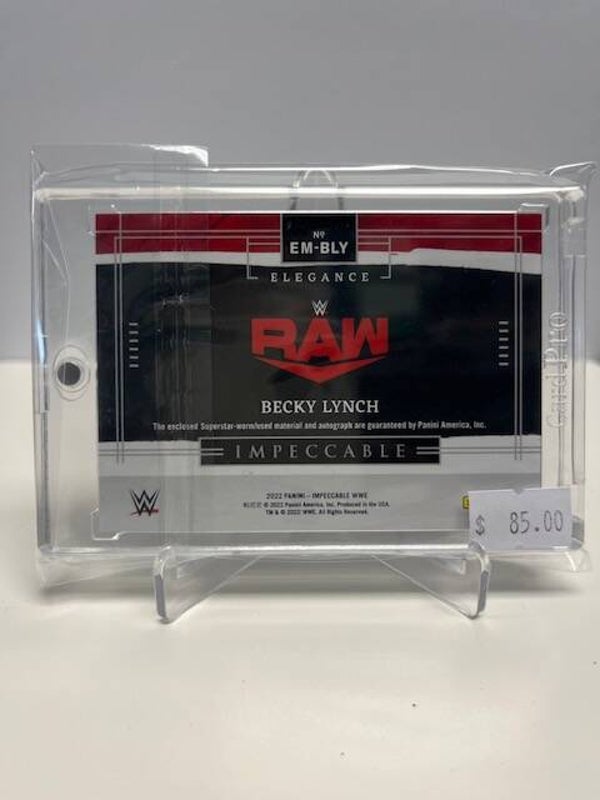 Nº
EM-BLY
ELEGANCE
W
RAW
BECKY LYNCH
The enclosed Superstar-worn/used material and autograph are guaranteed by Panini America, Inc.
IMPECCABLE
2022 PANINI – IMPECCABLE WWE
© 2022 Panini America, Inc. Produced in the USA.
TM & © 2022 WWE. All Rights Reserved.
W
$ 85.00
CardPro